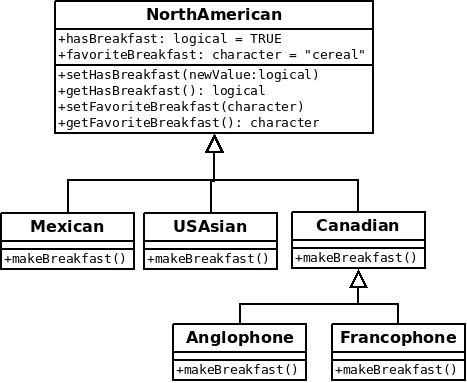 NorthAmerican
+hasBreakfast: logical = TRUE
+favoriteBreakfast: character = "cereal"
+setHasBreakfast(newValue:logical)
+getHasBreakfast(): logical
+setFavoriteBreakfast(character)
+getFavoriteBreakfast(): character
Mexican
+makeBreakfast()
USAsian
+makeBreakfast()
Canadian
+makeBreakfast()
Anglophone
+makeBreakfast()
Francophone
+makeBreakfast()